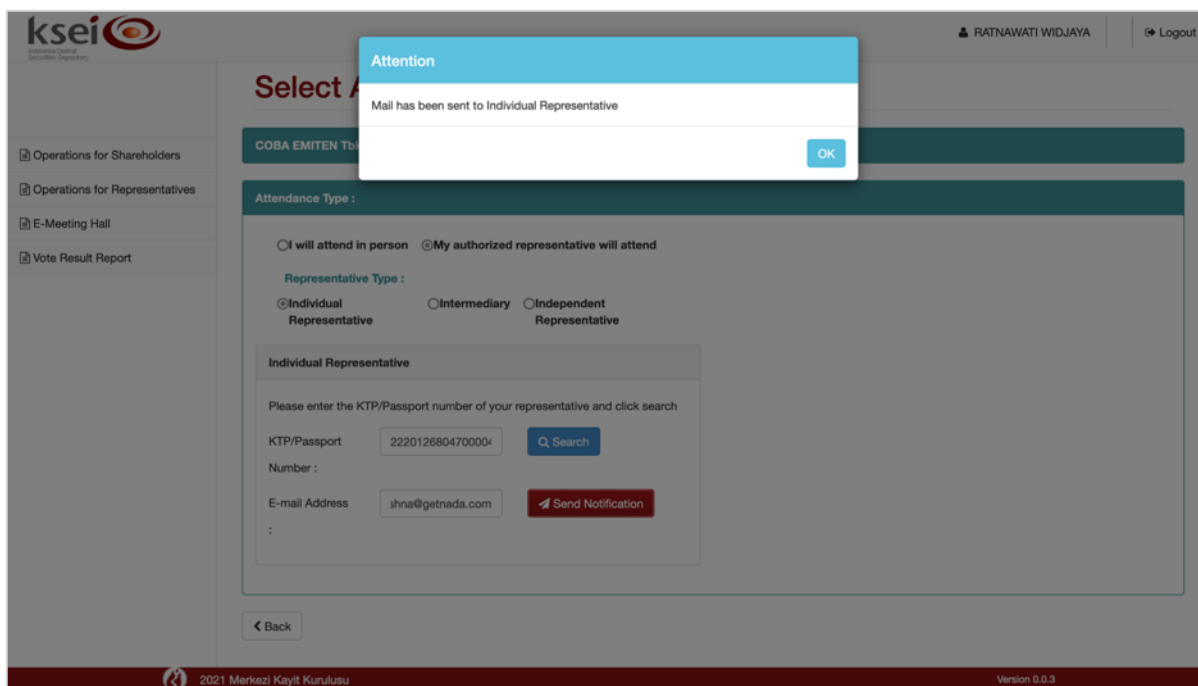 ksei
Indonesia Central
Securities Depository
RATNAWATI WIDJAYA
Logout
Attention
Mail has been sent to Individual Representative
OK
Select
COBA EMITEN
Operations for Shareholders
Operations for Representatives
E-Meeting Hall
Vote Result Report
Attendance Type :
I will attend in person My authorized representative will attend
Representative Type :
Individual Representative
Intermediary
Independent Representative
Individual Representative
Please enter the KTP/Passport number of your representative and click search
KTP/Passport
Number :
Search
E-mail Address
:
shna@getnada.com
Send Notification
Back
2021 Merkezi Kayit Kurulusu
Version 0.0.3